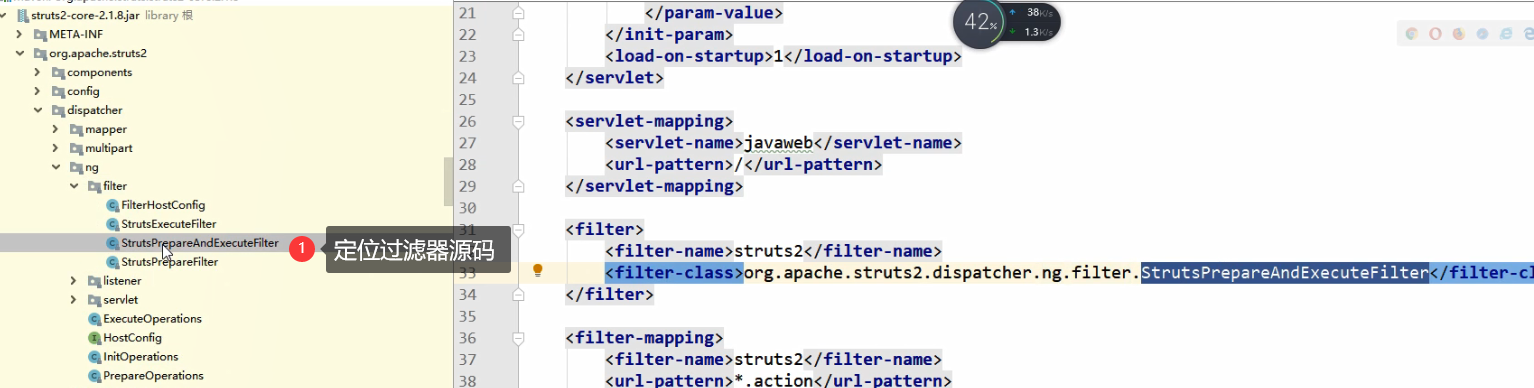 struts2-core-2.1.8.jar library 根
META-INF
org.apache.struts2
components
config
dispatcher
mapper
multipart
ng
filter
FilterHostConfig
StrutsExecuteFilter
StrutsPrepareAndExecuteFilter
StrutsPrepareFilter
listener
servlet
ExecuteOperations
HostConfig
InitOperations
PrepareOperations
1 定位过滤器源码
21 </param-value>
22 </init-param>
23 <load-on-startup>1</load-on-startup>
24 </servlet>
25
26 <servlet-mapping>
27 <servlet-name>javaweb</servlet-name>
28 <url-pattern>/</url-pattern>
29 </servlet-mapping>
30
31 <filter>
32 <filter-name>struts2</filter-name>
33 <filter-class>org.apache.struts2.dispatcher.ng.filter.StrutsPrepareAndExecuteFilter</filter-cl
34 </filter>
35
36 <filter-mapping>
37 <filter-name>struts2</filter-name>
38 <url-pattern>*.action</url-pattern>
42%
38K/s
1.3K/s